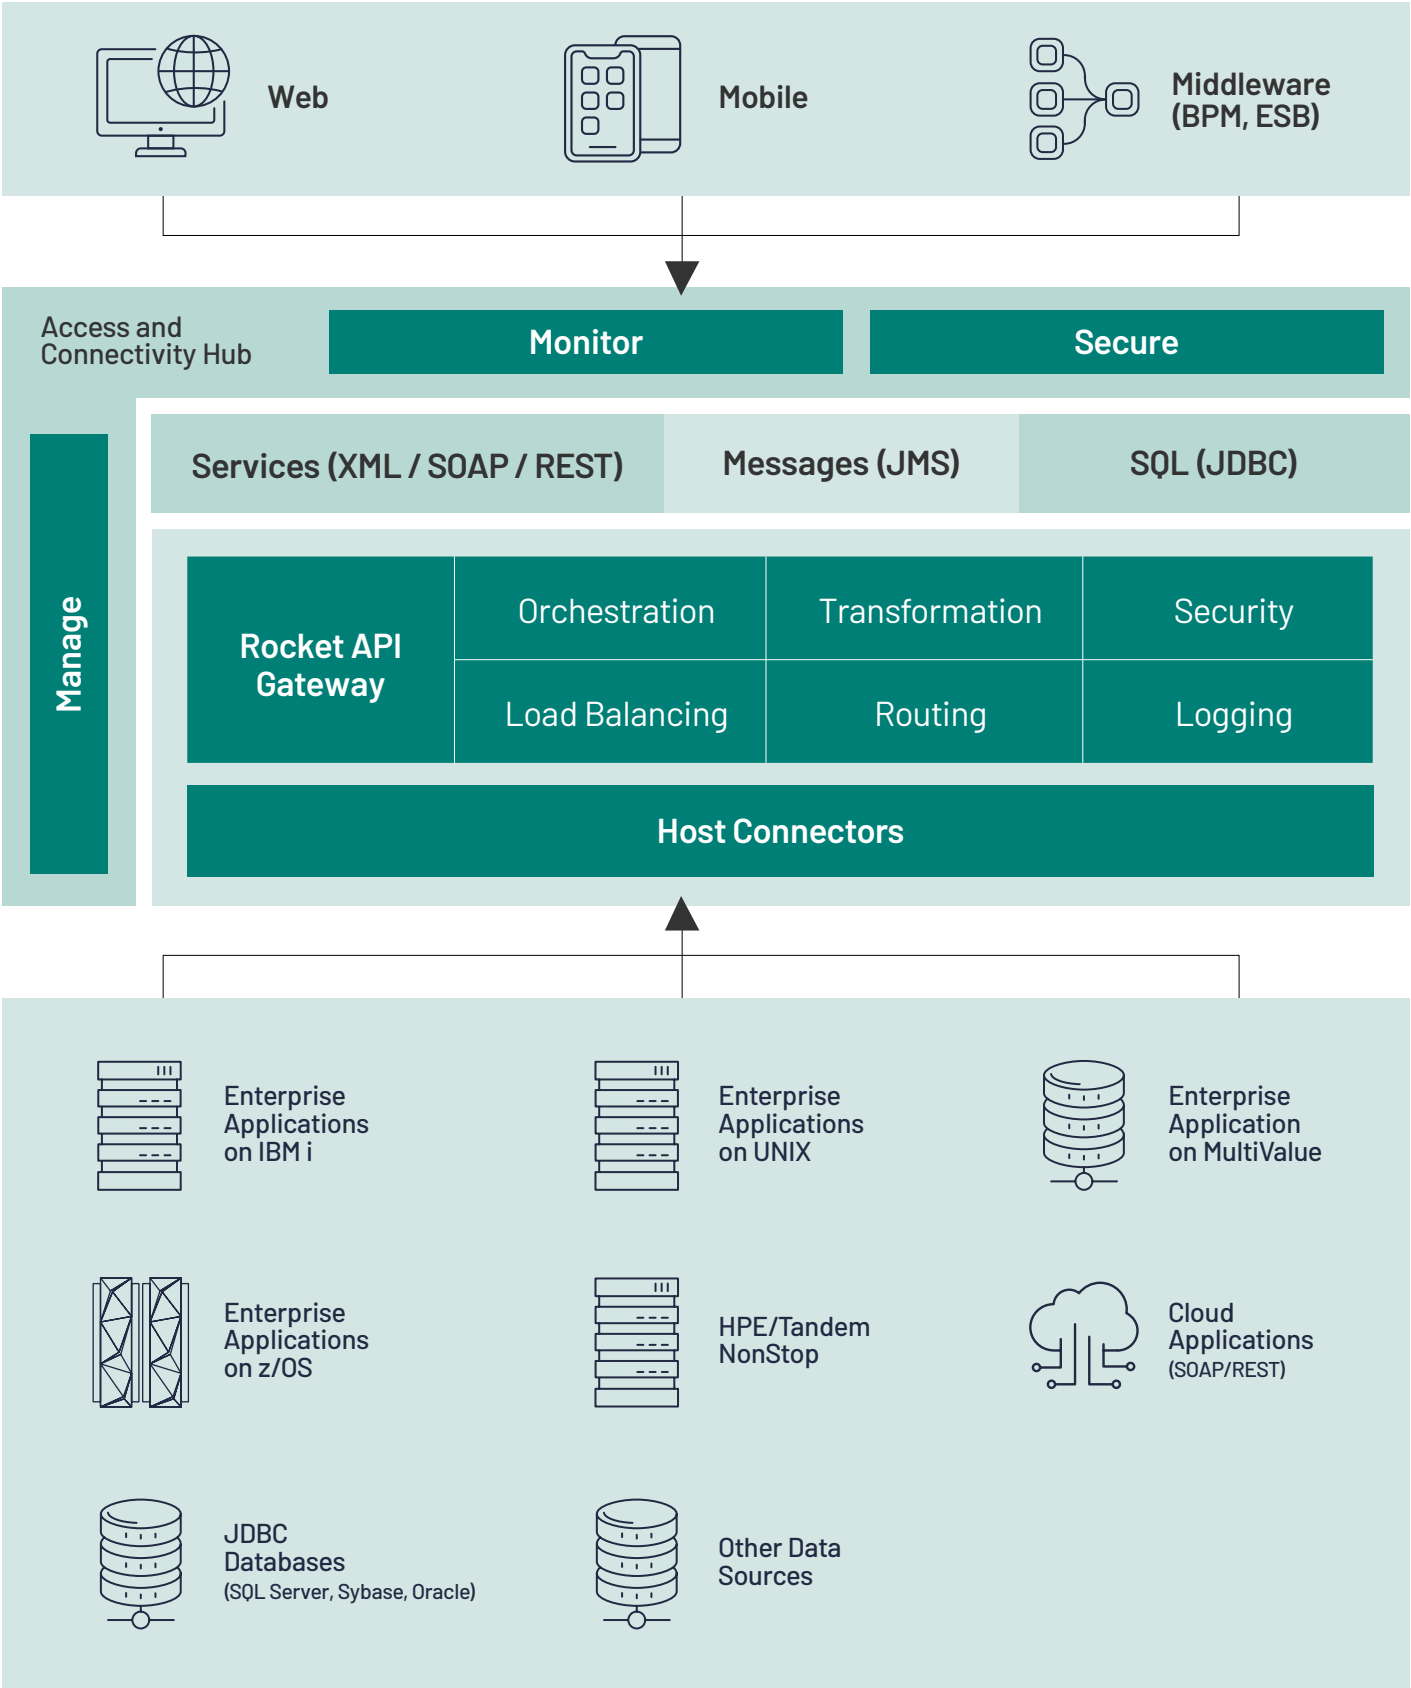 Web
Mobile
Middleware
(BPM, ESB)
Access and
Connectivity Hub
Monitor
Secure
Manage
Services (XML / SOAP / REST)
Messages (JMS)
SQL (JDBC)
Rocket API
Gateway
Orchestration
Transformation
Security
Load Balancing
Routing
Logging
Host Connectors
Enterprise
Applications
on IBM i
Enterprise
Applications
on UNIX
Enterprise
Application
on MultiValue
Enterprise
Applications
on z/OS
HPE/Tandem
NonStop
Cloud
Applications
(SOAP/REST)
JDBC
Databases
(SQL Server, Sybase, Oracle)
Other Data
Sources